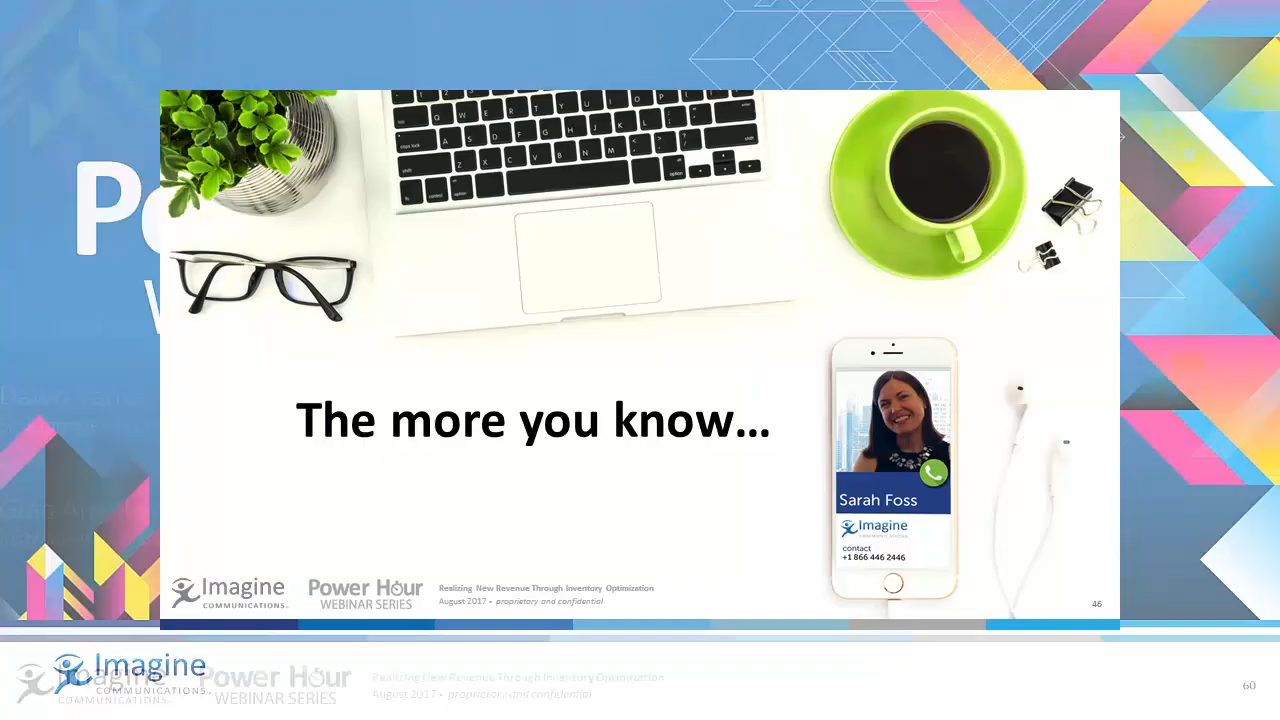 The more you know...
Sarah Foss
Imagine
COMMUNICATIONS
contact
+1 866 446 2446
Imagine
COMMUNICATIONS
Power Hour
WEBINAR SERIES
Realizing New Revenue Through Inventory Optimization
August 2017 - proprietary and confidential
46
Imagine
COMMUNICATIONS
Power Hour
WEBINAR SERIES
Realizing New Revenue Through Inventory Optimization
August 2017 - proprietary and confidential
60